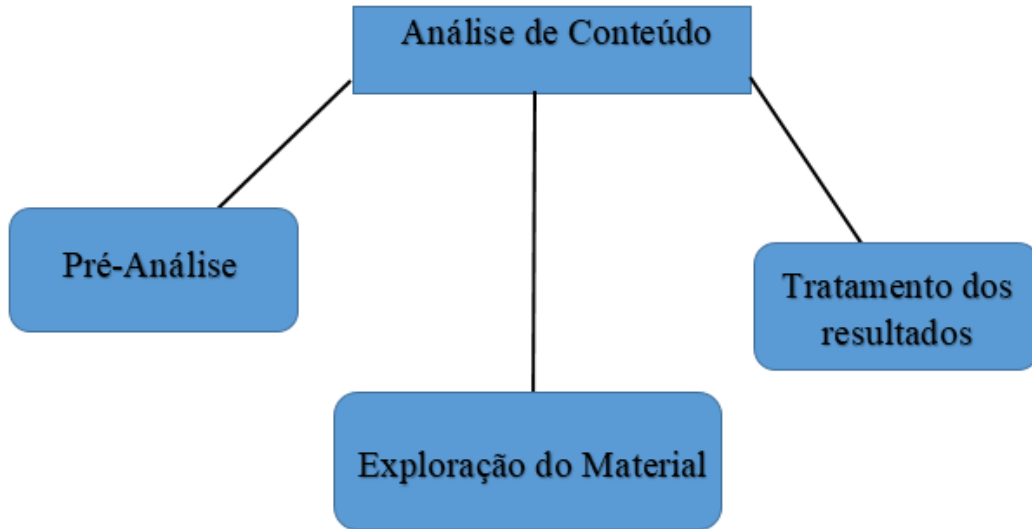 Análise de Conteúdo
Pré-Análise
Tratamento dos
resultados
Exploração do Material